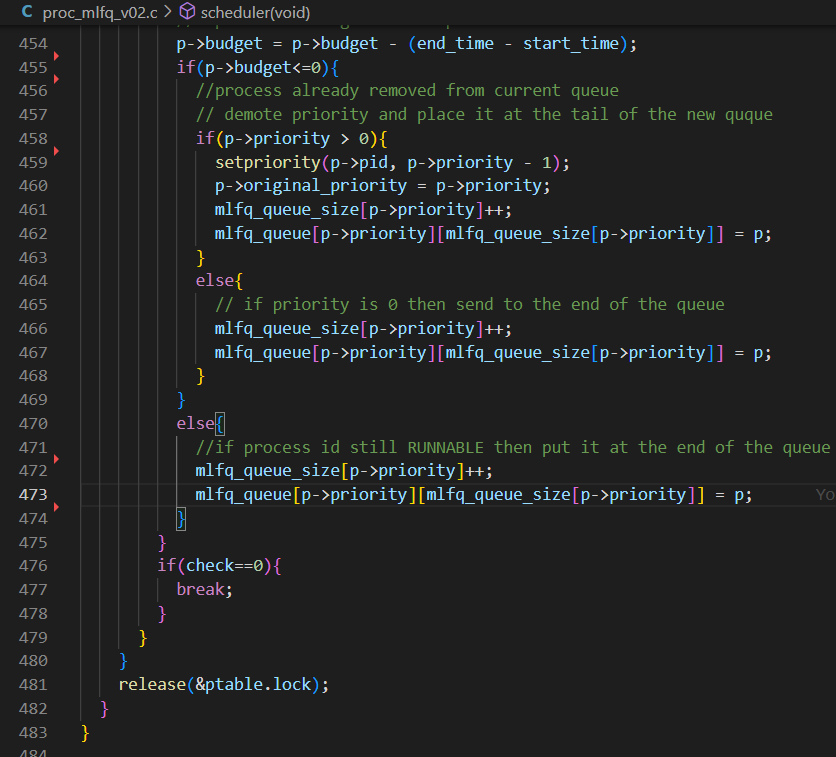 C proc_mlfq_v02.c > scheduler(void)
454 p->budget = p->budget - (end_time - start_time);
455 if(p->budget<=0){
456 //process already removed from current queue
457 // demote priority and place it at the tail of the new quque
458 if(p->priority > 0){
459 setpriority(p->pid, p->priority - 1);
460 p->original_priority = p->priority;
461 mlfq_queue_size[p->priority]++;
462 mlfq_queue[p->priority][mlfq_queue_size[p->priority]] = p;
463 }
464 else{
465 // if priority is 0 then send to the end of the queue
466 mlfq_queue_size[p->priority]++;
467 mlfq_queue[p->priority][mlfq_queue_size[p->priority]] = p;
468 }
469 }
470 else{
471 //if process id still RUNNABLE then put it at the end of the queue
472 mlfq_queue_size[p->priority]++;
473 mlfq_queue[p->priority][mlfq_queue_size[p->priority]] = p; Yo
474 }
475 }
476 if(check==0){
477 break;
478 }
479 }
480 }
481 release(&ptable.lock);
482 }
483 }
484